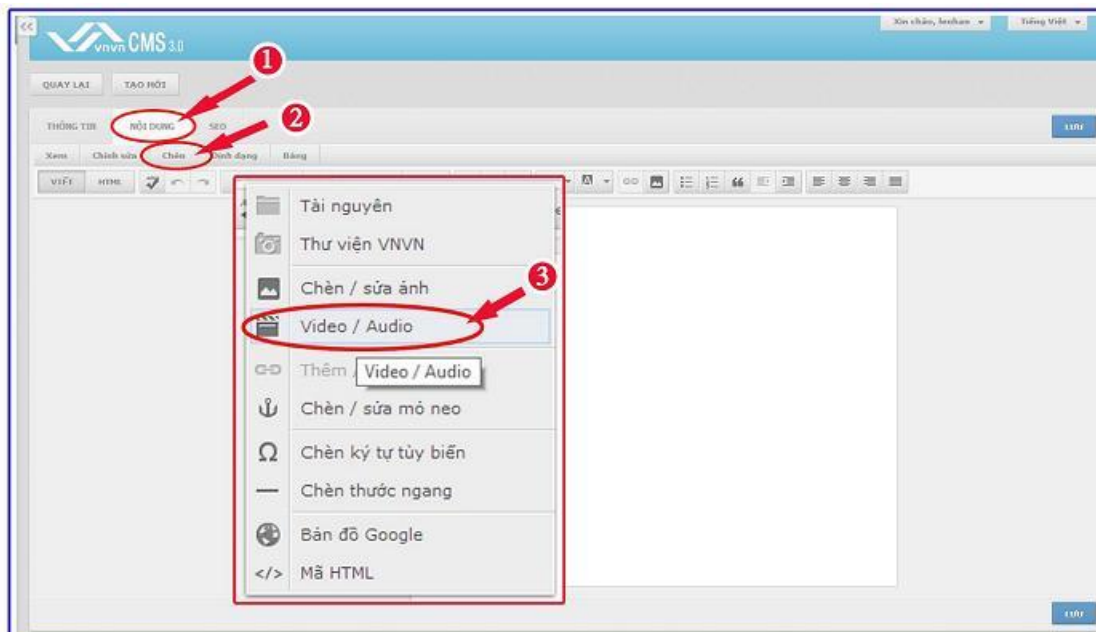 <<
vnvn CMS 3.0
Xin chào, lenhan
Tiếng Việt
1
QUAY LẠI TẠO MỚI
2
THÔNG TIN NỘI DUNG SEO LƯU
Xem Chỉnh sửa Chèn Định dạng Bảng
VIẾT HTML
Tài nguyên
Thư viện VNVN
Chèn / sửa ảnh
3
Video / Audio
Thêm
Video / Audio
Chèn / sửa mỏ neo
Chèn ký tự tùy biến
Chèn thước ngang
Bản đồ Google
</> Mã HTML
LƯU